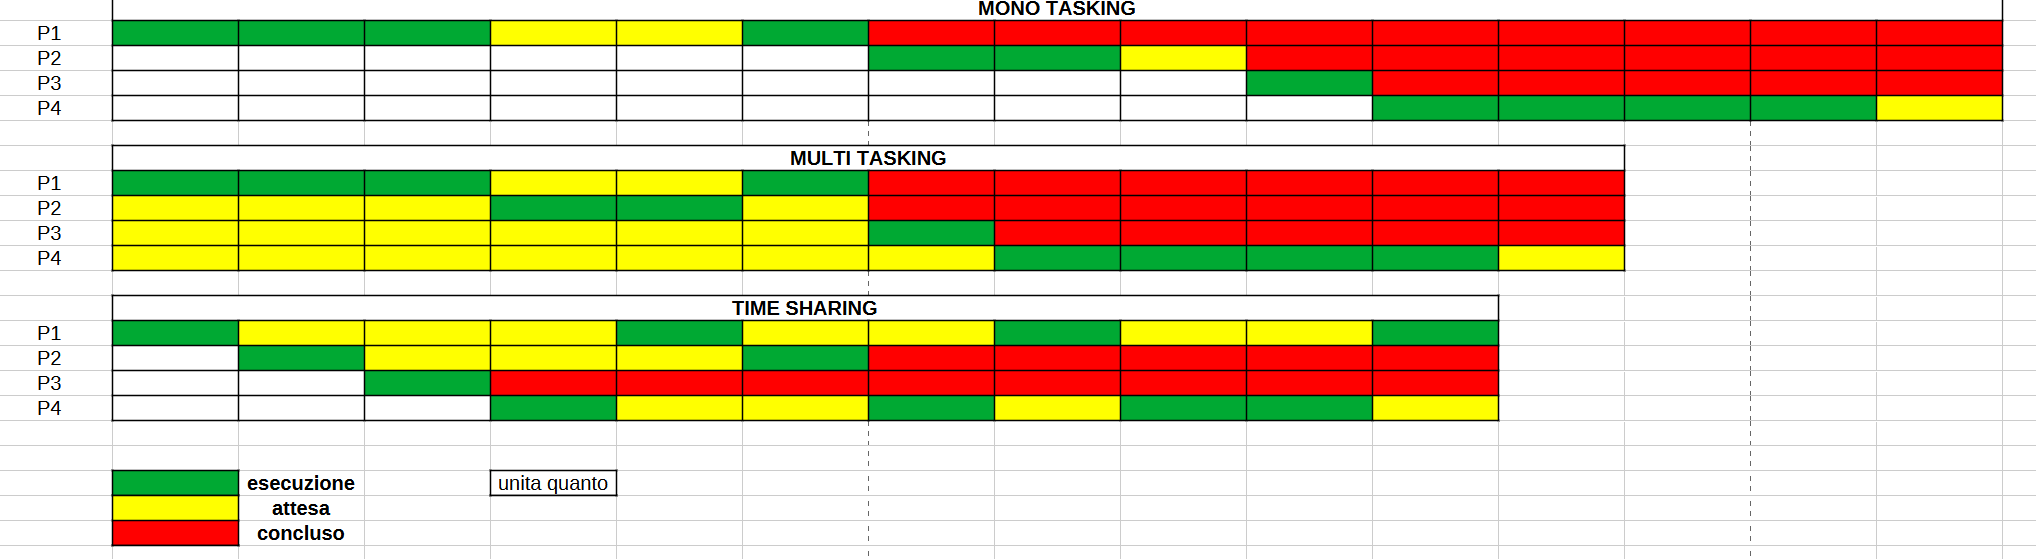 MONO TASKING
P1
P2
P3
P4
MULTI TASKING
P1
P2
P3
P4
TIME SHARING
P1
P2
P3
P4
esecuzione unita quanto
attesa
concluso